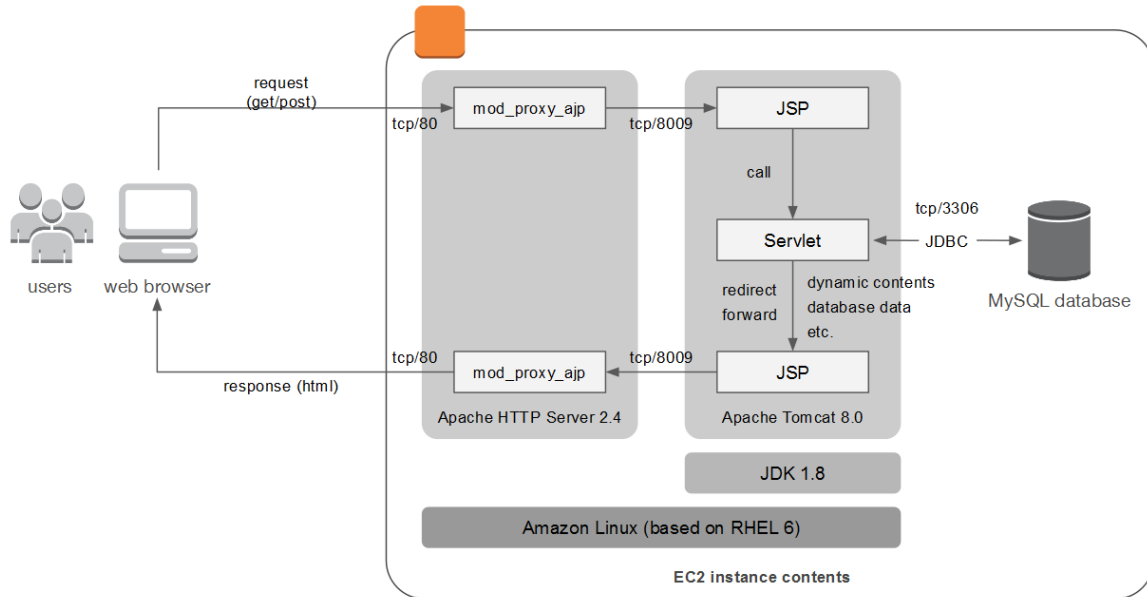 request
(get/post)
tcp/80
mod_proxy_ajp
tcp/8009
JSP
call
tcp/3306
Servlet
JDBC
users
web browser
redirect
forward
dynamic contents
database data
etc.
MySQL database
tcp/80
mod_proxy_ajp
tcp/8009
JSP
response (html)
Apache HTTP Server 2.4
Apache Tomcat 8.0
JDK 1.8
Amazon Linux (based on RHEL 6)
EC2 instance contents